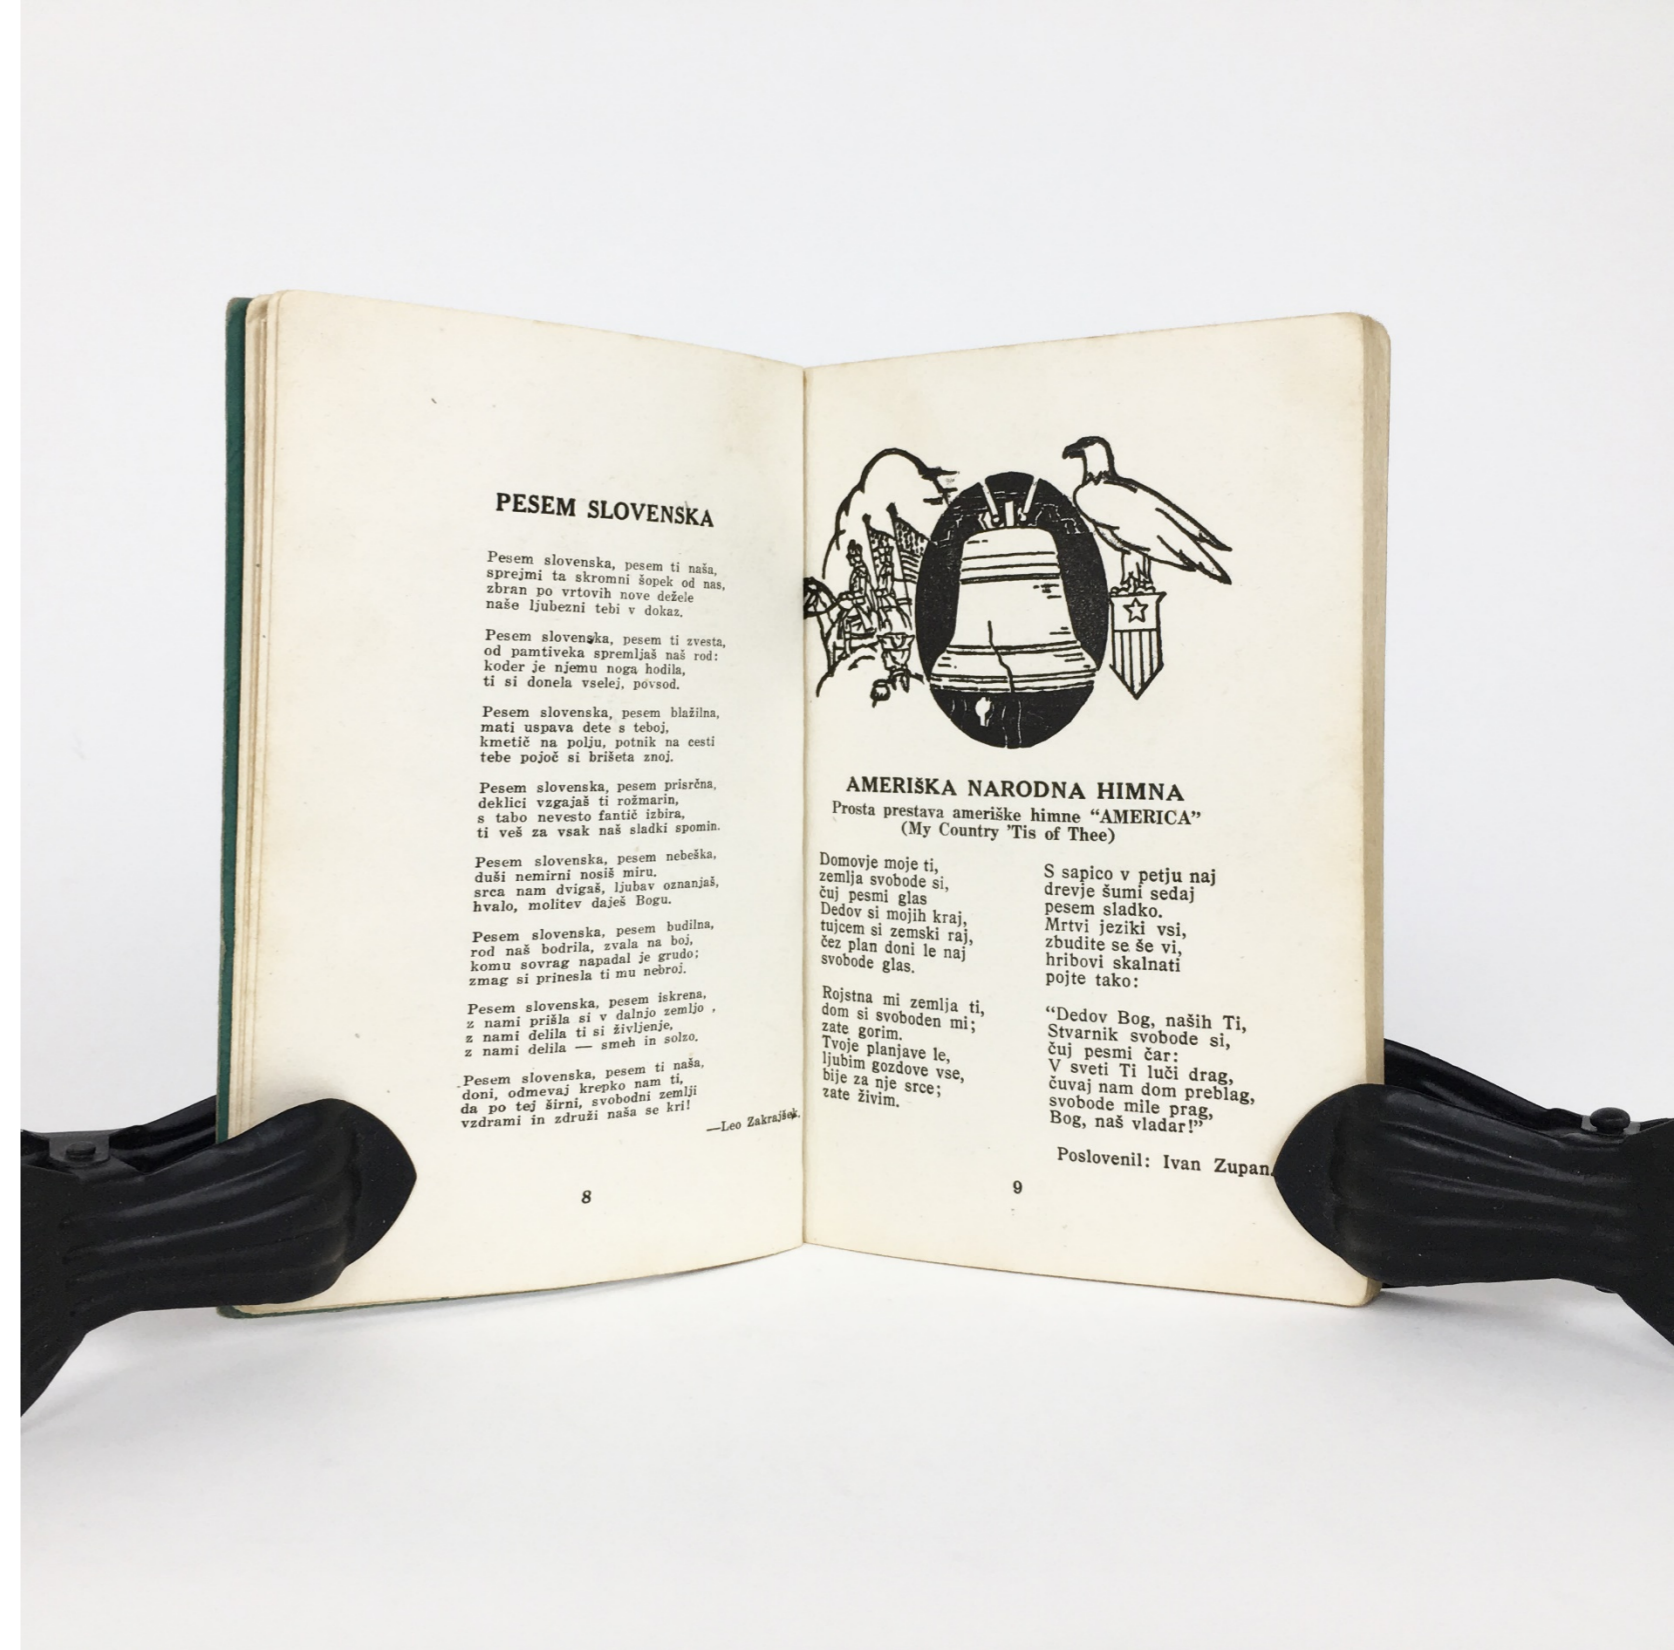 PESEM SLOVENSKA
Pesem slovenska, pesem ti naša,
sprejmi ta skromni šopek od nas,
zbran po vrtovih nove dežele
naše ljubezni tebi v dokaz.
Pesem slovenska, pesem ti zvesta,
od pamtiveka spremljaš naš rod:
koder je njemu noga hodila,
ti si donela vselej, povsod.
Pesem slovenska, pesem blažilna,
mati uspava dete s teboj,
kmetič na polju, potnik na cesti
tebe pojoč si brišeta znoj.
Pesem slovenska, pesem prisrčna,
deklici vzgajaš ti rožmarin,
s tabo nevesto fantič izbira,
ti veš za vsak naš sladki spomin.
Pesem slovenska, pesem nebeška,
duši nemirni nosiš miru.
srca nam dvigaš, ljubav oznanjaš,
hvalo, molitev daješ Bogu.
Pesem slovenska, pesem budilna,
rod naš bodrila, zvala na boj,
komu sovrag napadal je grudo;
zmag si prinesla ti mu nebroj.
Pesem slovenska, pesem iskrena,
z nami prišla si v dalnjo zemljo ,
z nami delila ti si življenje,
z nami delila — smeh in solzo.
Pesem slovenska, pesem ti naša,
doni, odmevaj krepko nam ti,
da po tej širni, svobodni zemlji
vzdrami in združi naša se kri!
—Leo Zakrajšek.
8
AMERIŠKA NARODNA HIMNA
Prosta prestava ameriške himne “AMERICA”
(My Country ’Tis of Thee)
Domovje moje ti,
zemlja svobode si,
čuj pesmi glas
Dedov si mojih kraj,
tujcem si zemski raj,
čez plan doni le naj
svobode glas.
Rojstna mi zemlja ti,
dom si svoboden mi;
zate gorim.
Tvoje planjave le,
ljubim gozdove vse,
bije za nje srce;
zate živim.
S sapico v petju naj
drevje šumi sedaj
pesem sladko.
Mrtvi jeziki vsi,
zbudite se še vi,
hribovi skalnati
pojte tako:
“Dedov Bog, naših Ti,
Stvarnik svobode si,
čuj pesmi čar:
V sveti Ti luči drag,
čuvaj nam dom preblag,
svobode mile prag,
Bog, naš vladar!”
Poslovenil: Ivan Zupan.
9